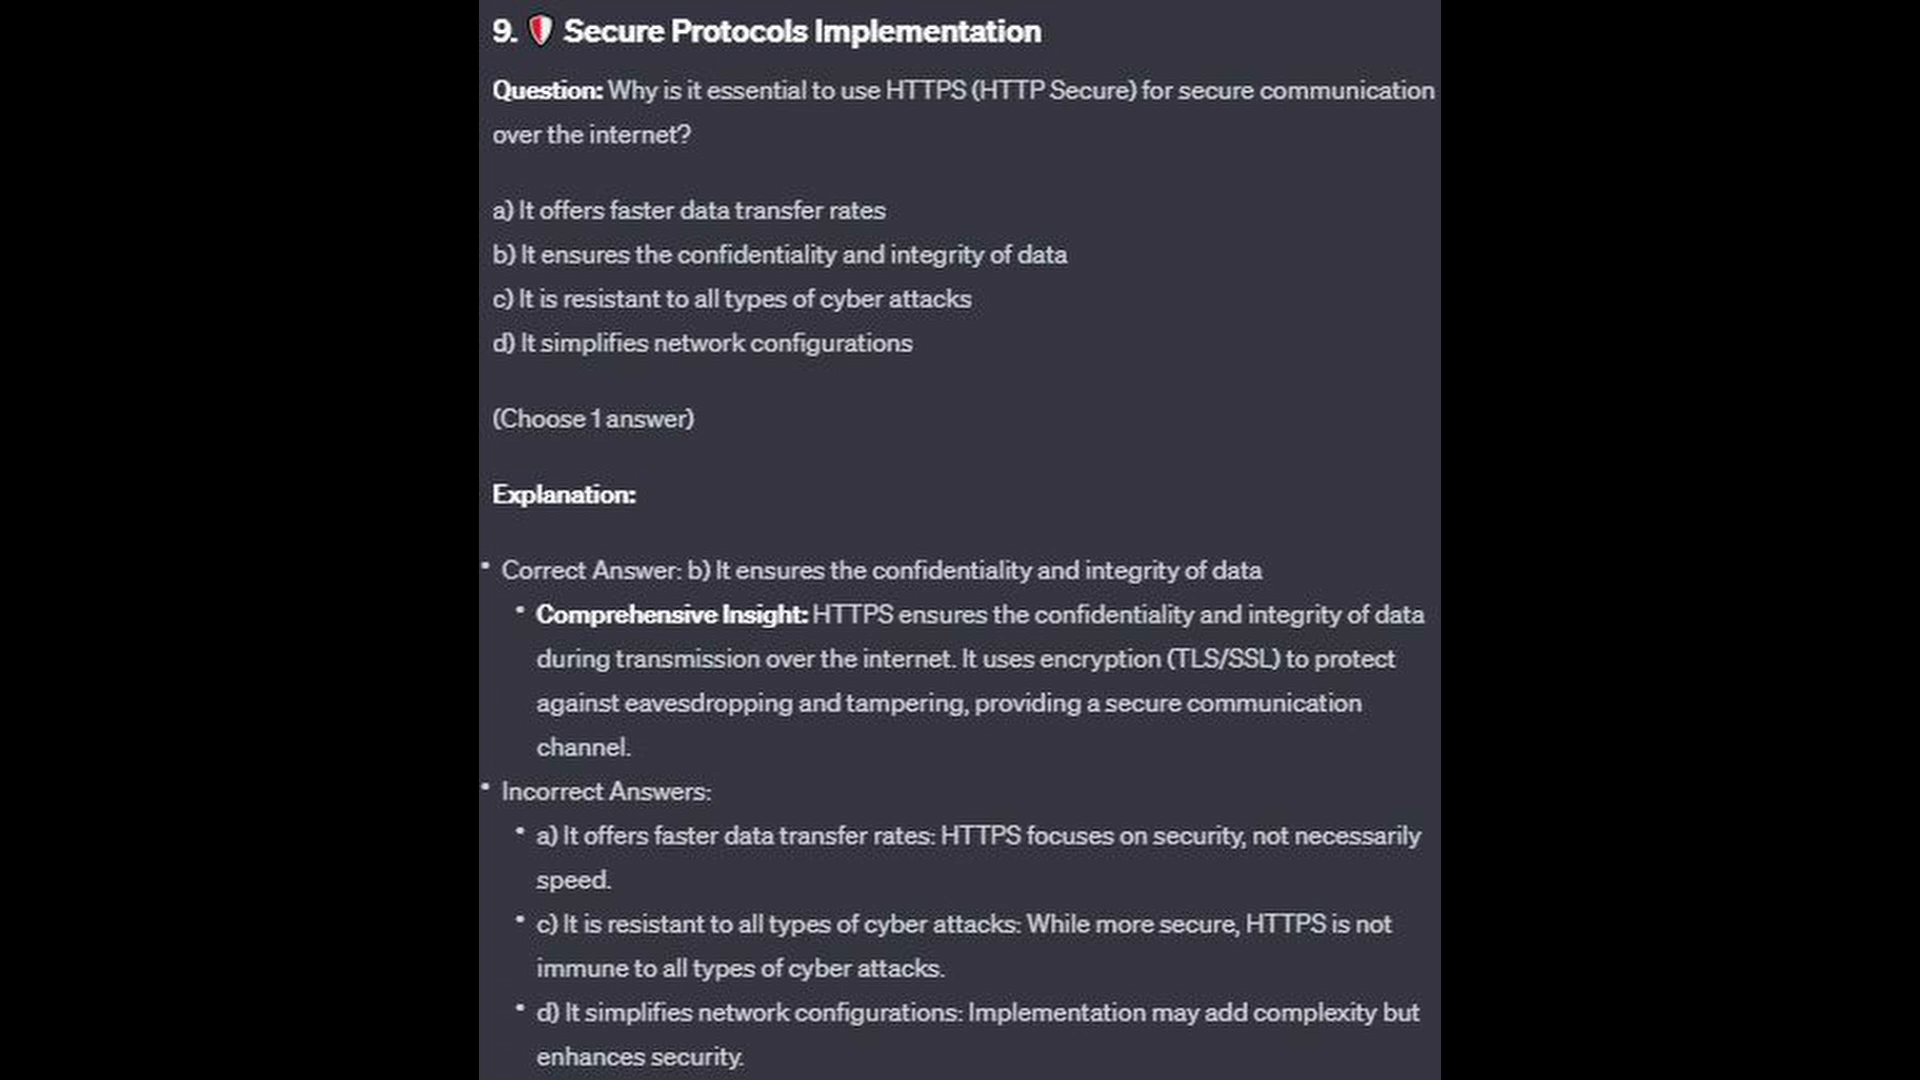 9. 🛡 Secure Protocols Implementation
Question: Why is it essential to use HTTPS (HTTP Secure) for secure communication
over the internet?
a) It offers faster data transfer rates
b) It ensures the confidentiality and integrity of data
c) It is resistant to all types of cyber attacks
d) It simplifies network configurations
(Choose 1 answer)
Explanation:
• Correct Answer: b) It ensures the confidentiality and integrity of data
• Comprehensive Insight: HTTPS ensures the confidentiality and integrity of data
during transmission over the internet. It uses encryption (TLS/SSL) to protect
against eavesdropping and tampering, providing a secure communication
channel.
• Incorrect Answers:
• a) It offers faster data transfer rates: HTTPS focuses on security, not necessarily
speed.
• c) It is resistant to all types of cyber attacks: While more secure, HTTPS is not
immune to all types of cyber attacks.
• d) It simplifies network configurations: Implementation may add complexity but
enhances security.